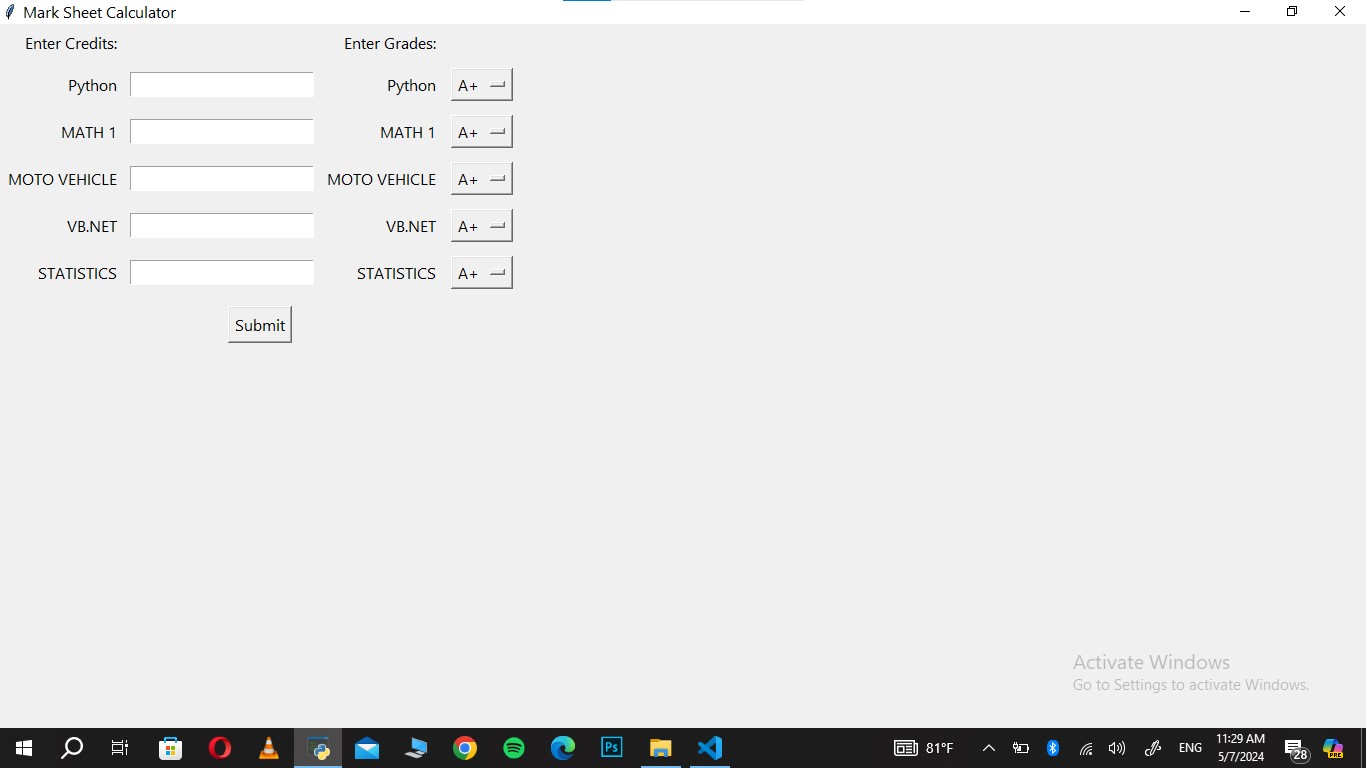 Mark Sheet Calculator
Enter Credits: Enter Grades:
Python Python A+
MATH 1 MATH 1 A+
MOTO VEHICLE MOTO VEHICLE A+
VB.NET VB.NET A+
STATISTICS STATISTICS A+
Submit
Activate Windows
Go to Settings to activate Windows.
Ps 81°F ENG 11:29 AM
5/7/2024 28 PRE